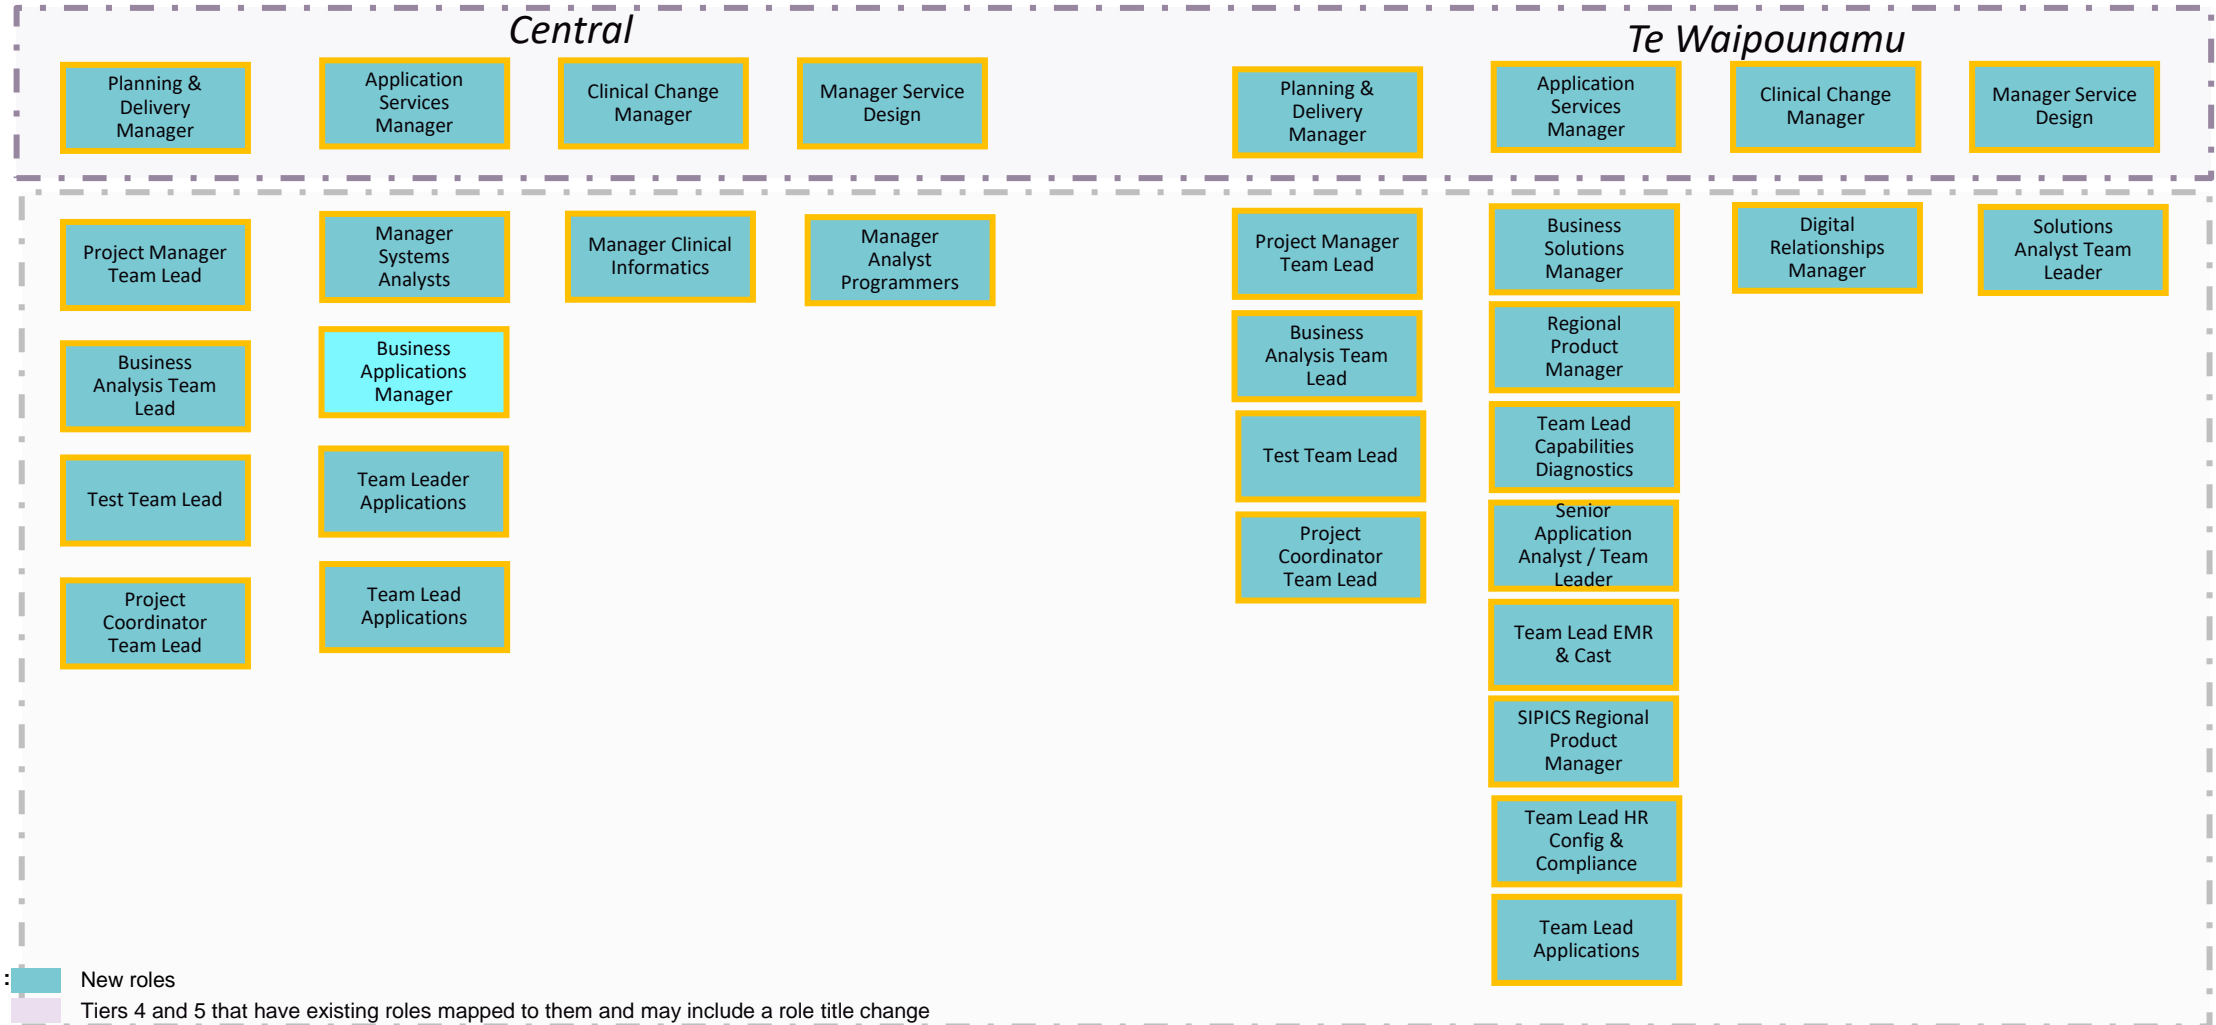 Central
Te Waipounamu
Planning &
Delivery
Manager
Application
Services
Manager
Clinical Change
Manager
Manager Service
Design
Planning &
Delivery
Manager
Application
Services
Manager
Clinical Change
Manager
Manager Service
Design
Project Manager
Team Lead
Manager
Systems
Analysts
Manager Clinical
Informatics
Manager
Analyst
Programmers
Business
Analysis Team
Lead
Business
Applications
Manager
Test Team Lead
Team Leader
Applications
Project
Coordinator
Team Lead
Team Lead
Applications
Project Manager
Team Lead
Business
Solutions
Manager
Digital
Relationships
Manager
Solutions
Analyst Team
Leader
Business
Analysis Team
Lead
Regional
Product
Manager
Test Team Lead
Team Lead
Capabilities
Diagnostics
Project
Coordinator
Team Lead
Senior
Application
Analyst / Team
Leader
Team Lead EMR
& Cast
SIPICS Regional
Product
Manager
Team Lead HR
Config &
Compliance
Team Lead
Applications
: New roles
Tiers 4 and 5 that have existing roles mapped to them and may include a role title change